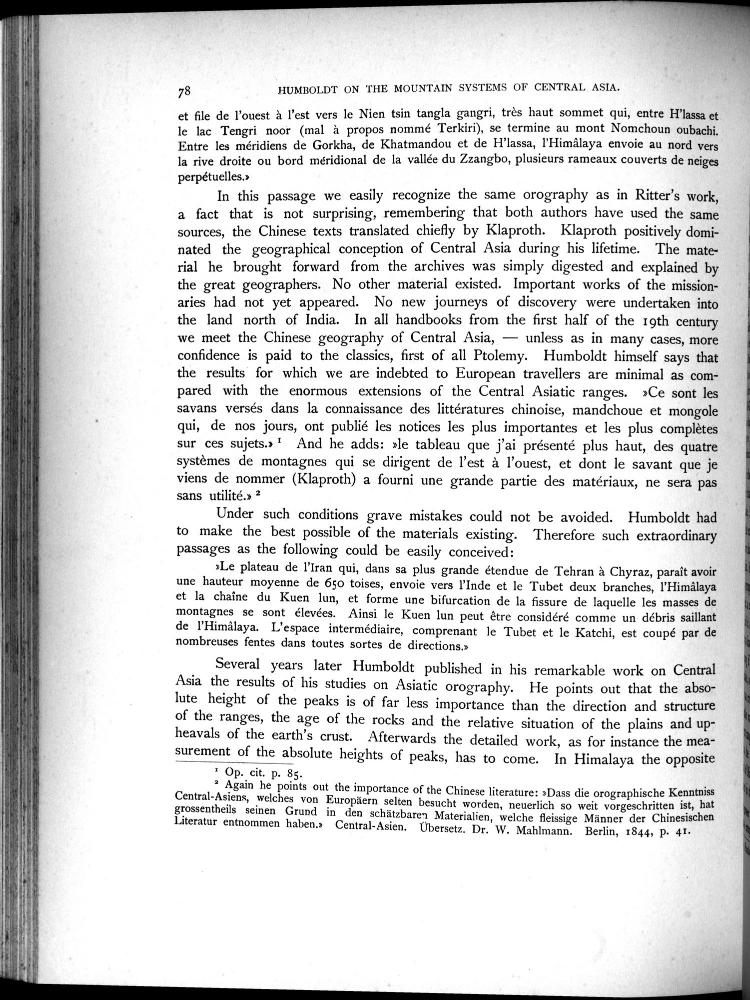 78 HUMBOLDT ON THE MOUNTAIN SYSTEMS OF CENTRAL ASIA.
et file de l'ouest à l'est vers le Nien tsin tangla gangri, très haut sommet qui, entre H'lassa et
le lac Tengri noor (mal à propos nommé Terkiri), se termine au mont Nomchoun oubachi.
Entre les méridiens de Gorkha, de Khatmandou et de H'lassa, l'Himâlaya envoie au nord vers
la rive droite ou bord méridional de la vallée du Zzangbo, plusieurs rameaux couverts de neiges
perpétuelles.»
In this passage we easily recognize the same orography as in Ritter's work,
a fact that is not surprising, remembering that both authors have used the same
sources, the Chinese texts translated chiefly by Klaproth. Klaproth positively domi-
nated the geographical conception of Central Asia during his lifetime. The mate-
rial he brought forward from the archives was simply digested and explained by
the great geographers. No other material existed. Important works of the mission-
aries had not yet appeared. No new journeys of discovery were undertaken into
the land north of India. In all handbooks from the first half of the 19th century
we meet the Chinese geography of Central Asia, — unless as in many cases, more
confidence is paid to the classics, first of all Ptolemy. Humboldt himself says that
the results for which we are indebted to European travellers are minimal as com-
pared with the enormous extensions of the Central Asiatic ranges. »Ce sont les
savans versés dans la connaissance des littératures chinoise, mandchoue et mongole
qui, de nos jours, ont publié les notices les plus importantes et les plus complètes
sur ces sujets.» ¹ And he adds: »le tableau que j'ai présenté plus haut, des quatre
systèmes de montagnes qui se dirigent de l'est à l'ouest, et dont le savant que je
viens de nommer (Klaproth) a fourni une grande partie des matériaux, ne sera pas
sans utilité.» ²
Under such conditions grave mistakes could not be avoided. Humboldt had
to make the best possible of the materials existing. Therefore such extraordinary
passages as the following could be easily conceived:
»Le plateau de l'Iran qui, dans sa plus grande étendue de Tehran à Chyraz, paraît avoir
une hauteur moyenne de 650 toises, envoie vers l'Inde et le Tubet deux branches, l'Himâlaya
et la chaîne du Kuen lun, et forme une bifurcation de la fissure de laquelle les masses de
montagnes se sont élevées. Ainsi le Kuen lun peut être considéré comme un débris saillant
de l'Himâlaya. L'espace intermédiaire, comprenant le Tubet et le Katchi, est coupé par de
nombreuses fentes dans toutes sortes de directions.»
Several years later Humboldt published in his remarkable work on Central
Asia the results of his studies on Asiatic orography. He points out that the abso-
lute height of the peaks is of far less importance than the direction and structure
of the ranges, the age of the rocks and the relative situation of the plains and up-
heavals of the earth's crust. Afterwards the detailed work, as for instance the mea-
surement of the absolute heights of peaks, has to come. In Himalaya the opposite
¹ Op. cit. p. 85.
² Again he points out the importance of the Chinese literature: »Dass die orographische Kenntniss
Central-Asiens, welches von Europäern selten besucht worden, neuerlich so weit vorgeschritten ist, hat
grossentheils seinen Grund in den schätzbaren Materialien, welche fleissige Männer der Chinesischen
Literatur entnommen haben.» Central-Asien. Übersetz. Dr. W. Mahlmann. Berlin, 1844, p. 41.